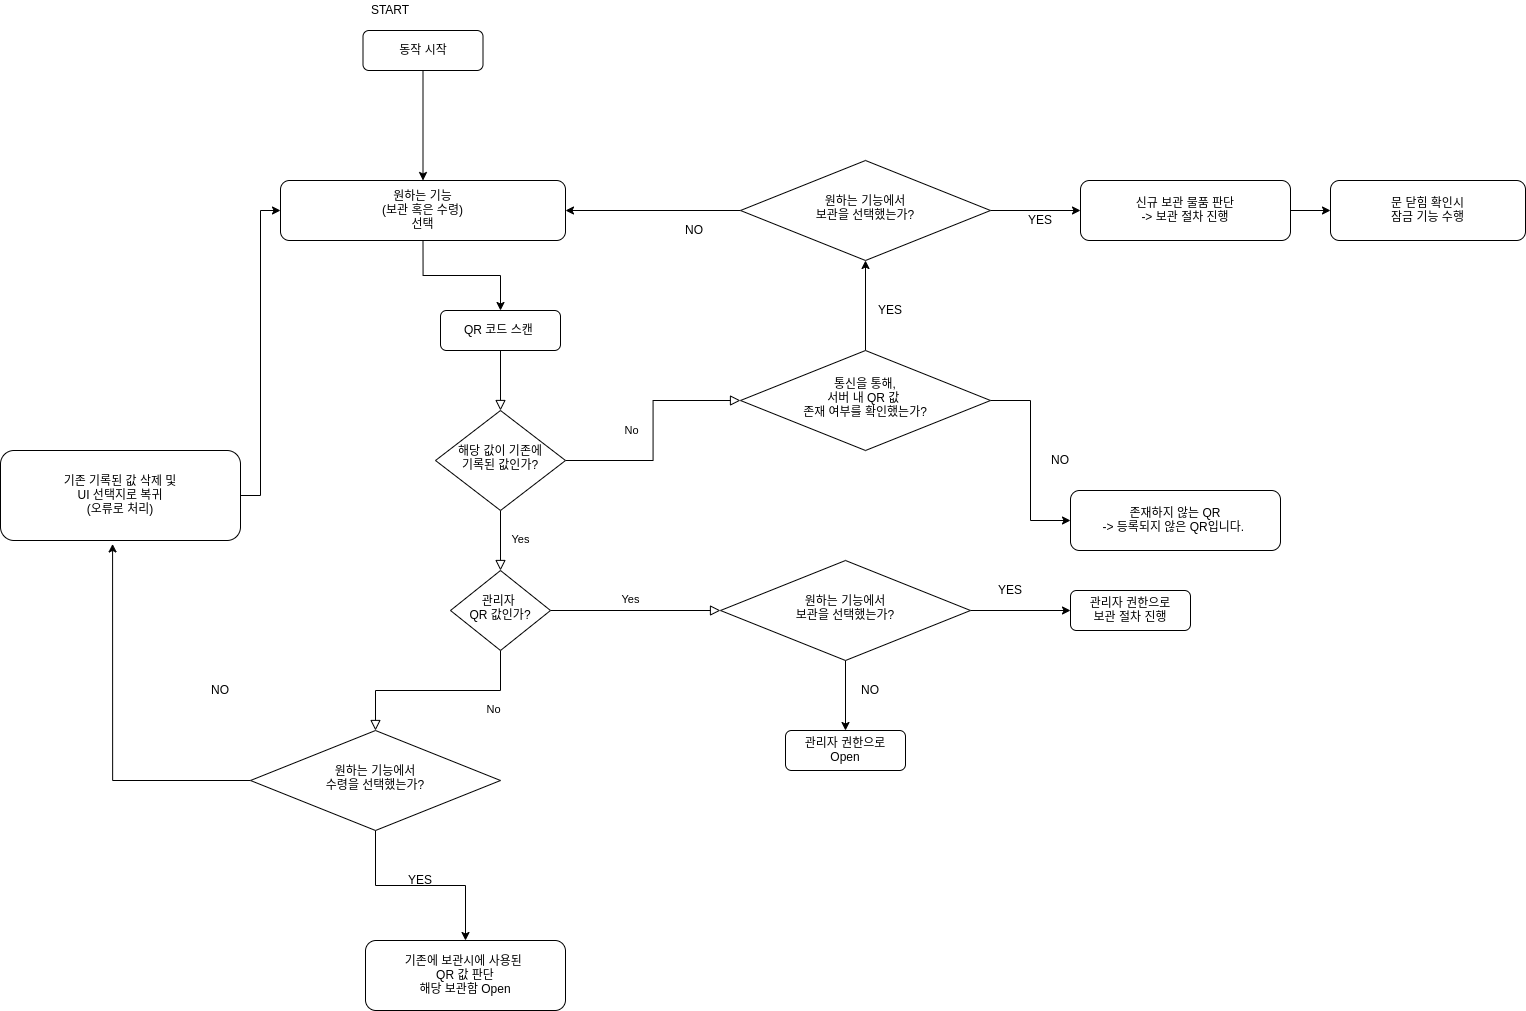 START
동작 시작
원하는 기능
(보관 혹은 수령)
선택
원하는 기능에서
보관을 선택했는가?
NO
YES
신규 보관 물품 판단
-> 보관 절차 진행
문 닫힘 확인시
잠금 기능 수행
YES
QR 코드 스캔
통신을 통해,
서버 내 QR 값
존재 여부를 확인했는가?
No
해당 값이 기존에
기록된 값인가?
NO
기존 기록된 값 삭제 및
UI 선택지로 복귀
(오류로 처리)
존재하지 않는 QR
-> 등록되지 않은 QR입니다.
Yes
관리자
QR 값인가?
Yes
원하는 기능에서
보관을 선택했는가?
YES
관리자 권한으로
보관 절차 진행
NO
NO
No
관리자 권한으로
Open
원하는 기능에서
수령을 선택했는가?
YES
기존에 보관시에 사용된
QR 값 판단
해당 보관함 Open